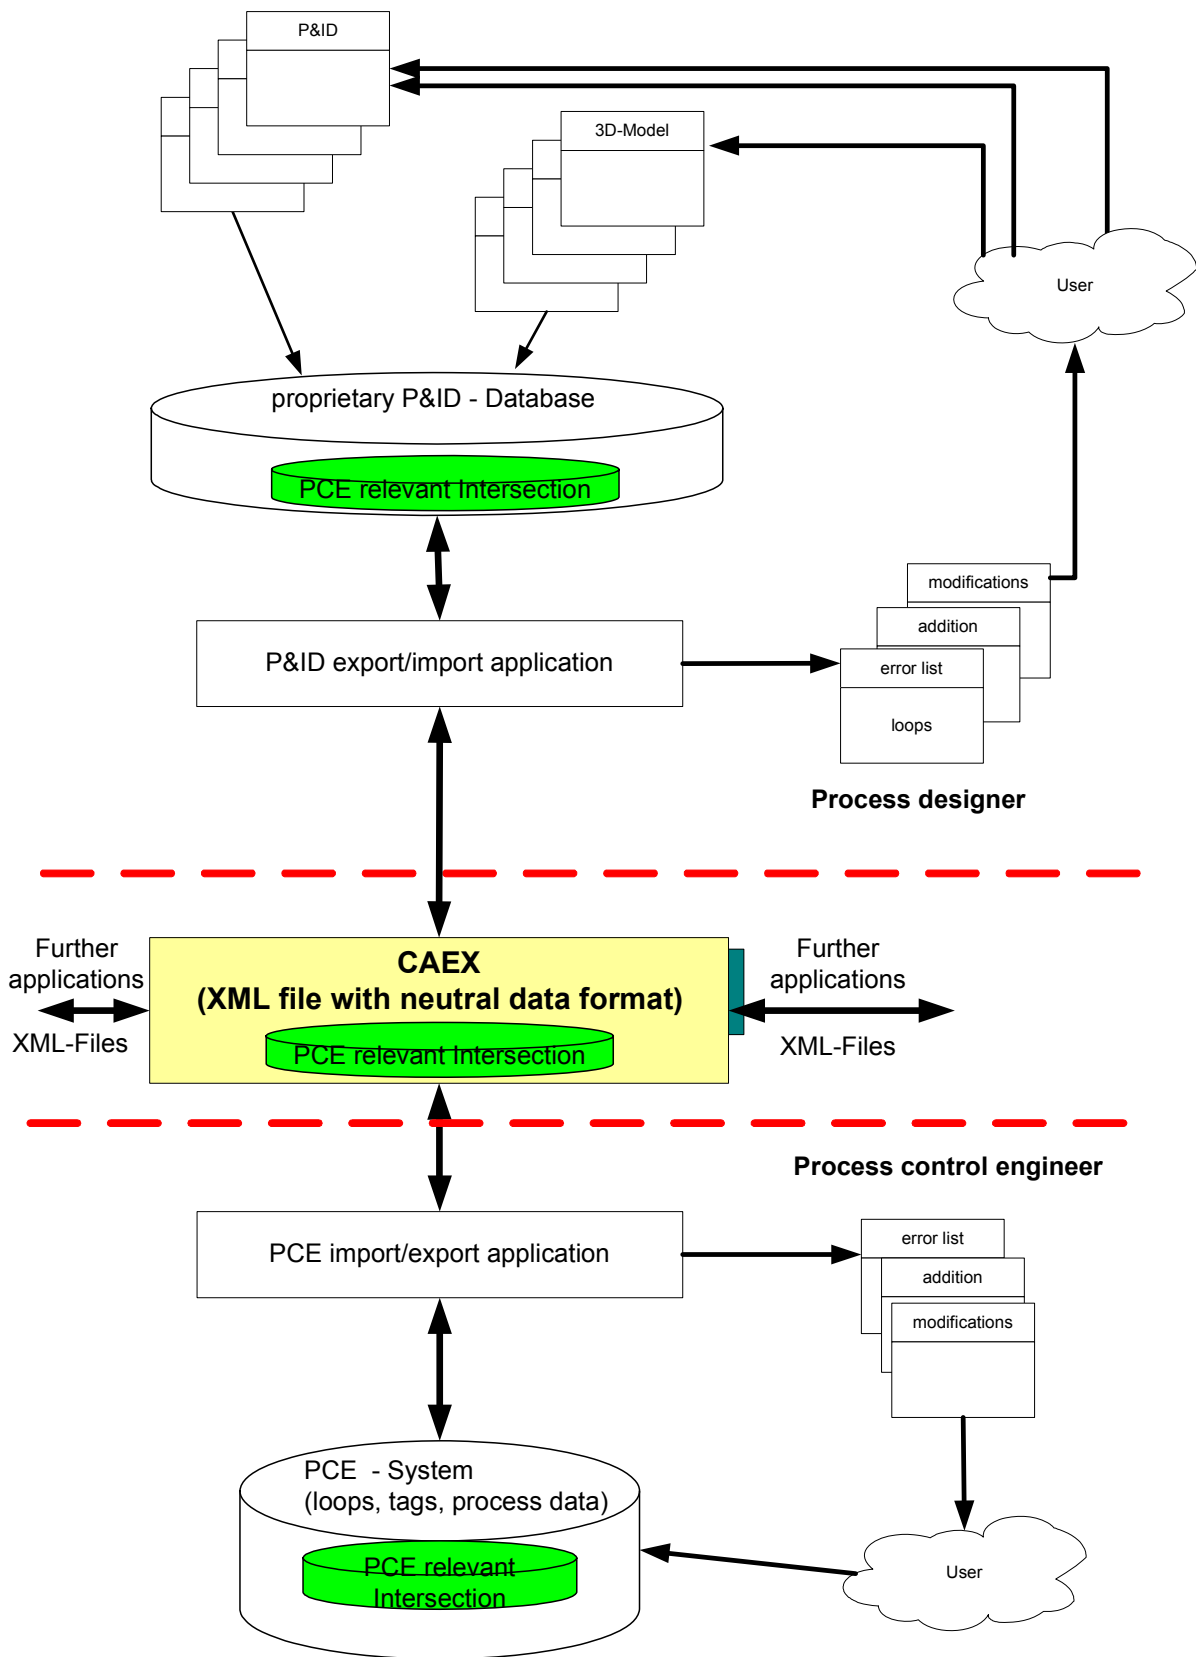 P&ID
3D-Model
User
proprietary P&ID - Database
PCE relevant Intersection
modifications
addition
error list
loops
P&ID export/import application
Process designer
Further
applications
XML-Files
CAEX
(XML file with neutral data format)
PCE relevant Intersection
Further
applications
XML-Files
Process control engineer
PCE import/export application
error list
addition
modifications
PCE - System
(loops, tags, process data)
PCE relevant
Intersection
User